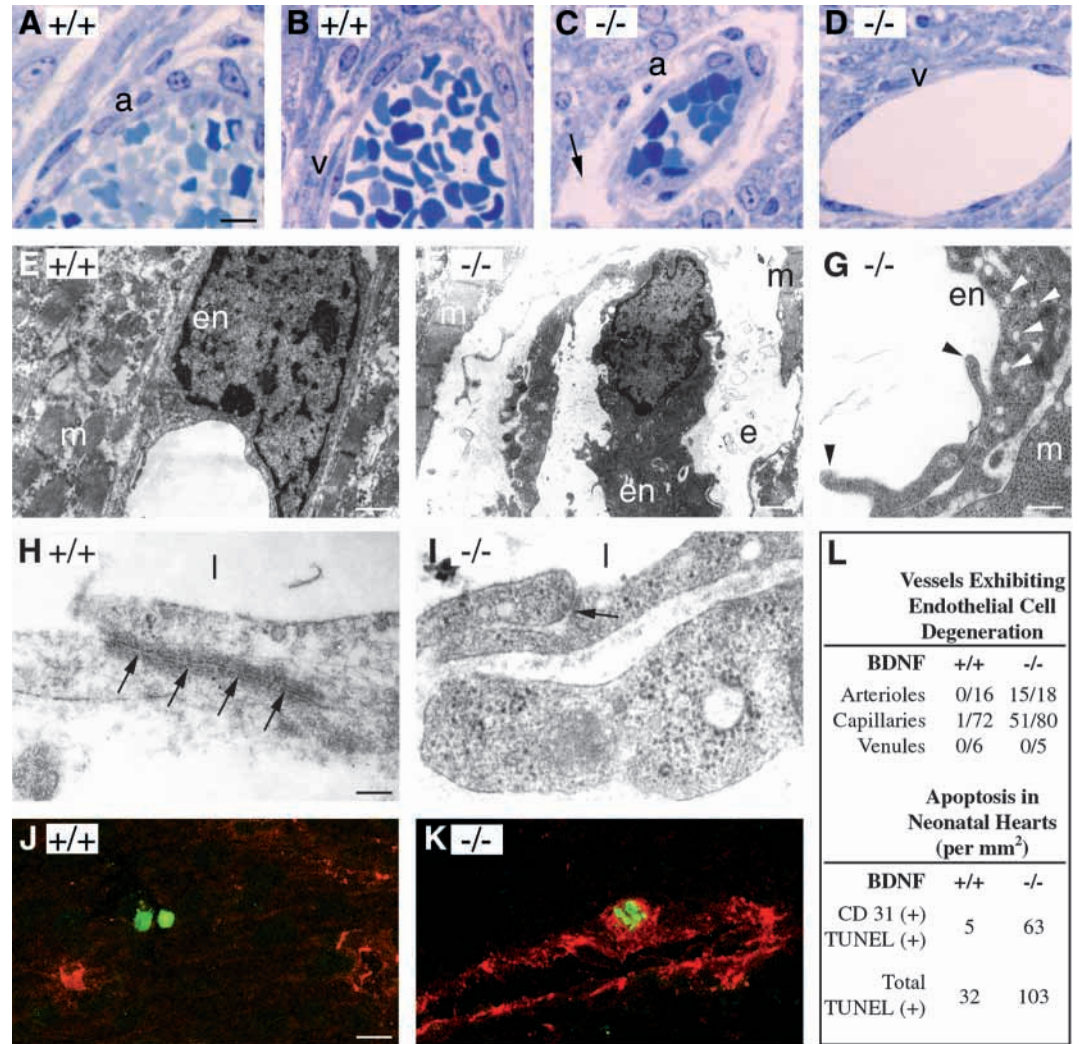 A +/+
a
B +/+
v
C -/-
a
D -/-
v
E +/+
en
m
F -/-
m
m
e
en
G -/-
en
m
H +/+
l
I -/-
l
J +/+
K -/-
L
Vessels Exhibiting
Endothelial Cell
Degeneration
BDNF +/+ -/-
Arterioles 0/16 15/18
Capillaries 1/72 51/80
Venules 0/6 0/5
Apoptosis in
Neonatal Hearts
(per mm²)
BDNF +/+ -/-
CD 31 (+)
TUNEL (+) 5 63
Total
TUNEL (+) 32 103